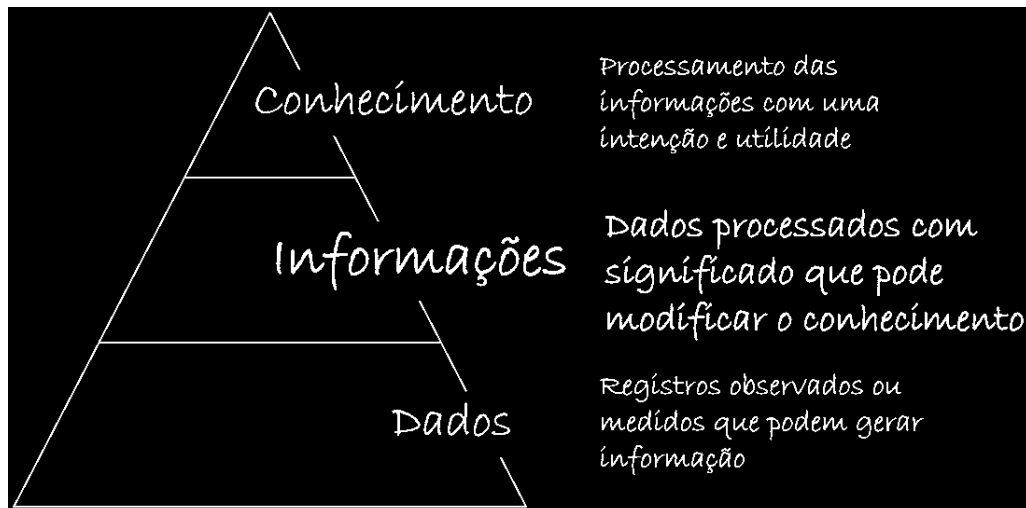 Conhecimento
Processamento das
informações com uma
intenção e utilidade
Informações
Dados processados com
significado que pode
modificar o conhecimento
Dados
Registros observados ou
medidos que podem gerar
informação